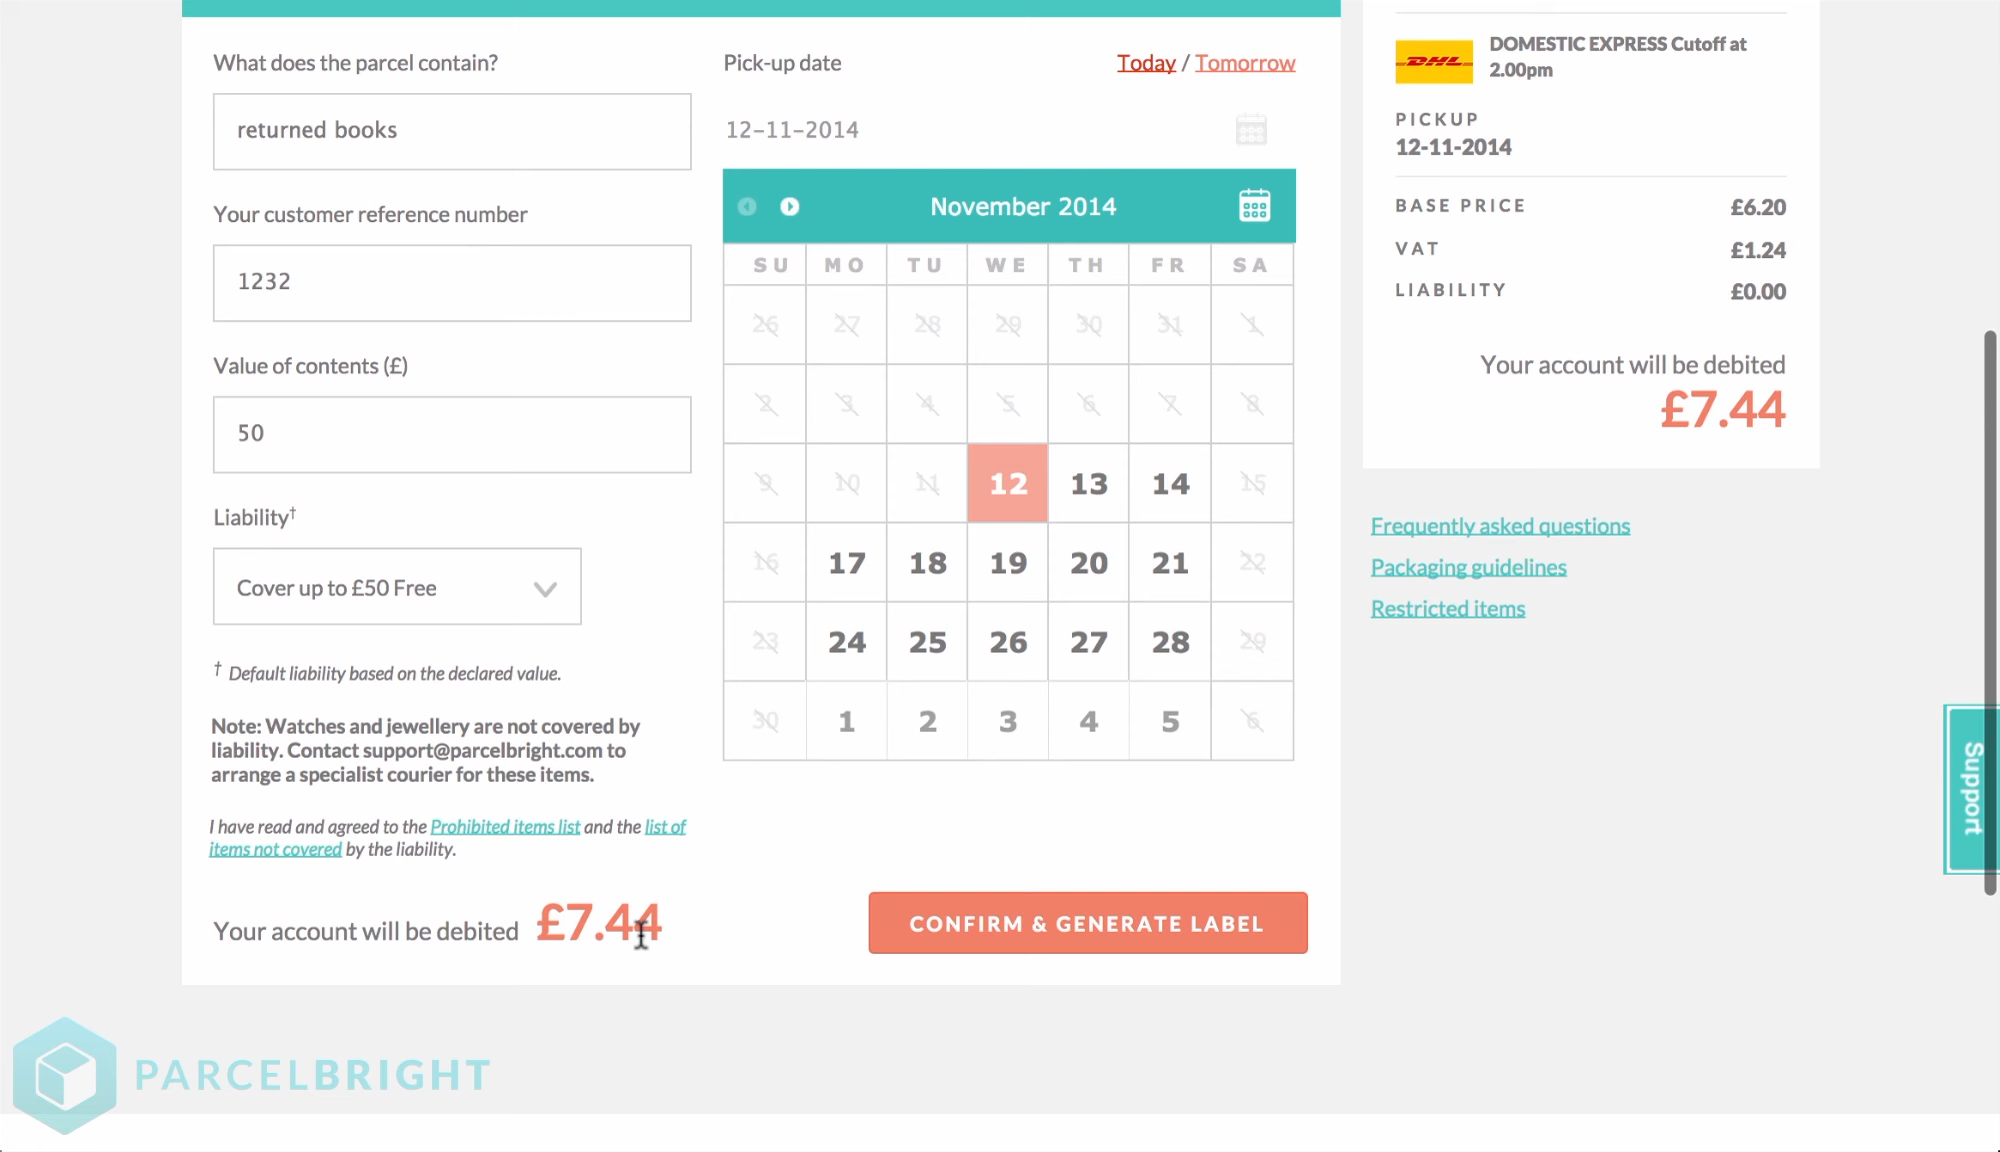 What does the parcel contain?
returned books
Your customer reference number
1232
Value of contents (£)
50
Liability†
Cover up to £50 Free
† Default liability based on the declared value.
Note: Watches and jewellery are not covered by
liability. Contact support@parcelbright.com to
arrange a specialist courier for these items.
I have read and agreed to the Prohibited items list and the list of
items not covered by the liability.
Your account will be debited £7.44
Pick-up date
Today / Tomorrow
12-11-2014
November 2014
SU MO TU WE TH FR SA
26 27 28 29 30 31 1
2 3 4 5 6 7 8
9 10 11 12 13 14 15
16 17 18 19 20 21 22
23 24 25 26 27 28 29
30 1 2 3 4 5 6
CONFIRM & GENERATE LABEL
DHL
DOMESTIC EXPRESS Cutoff at
2.00pm
PICKUP
12-11-2014
BASE PRICE £6.20
VAT £1.24
LIABILITY £0.00
Your account will be debited
£7.44
Frequently asked questions
Packaging guidelines
Restricted items
Support
PARCELBRIGHT